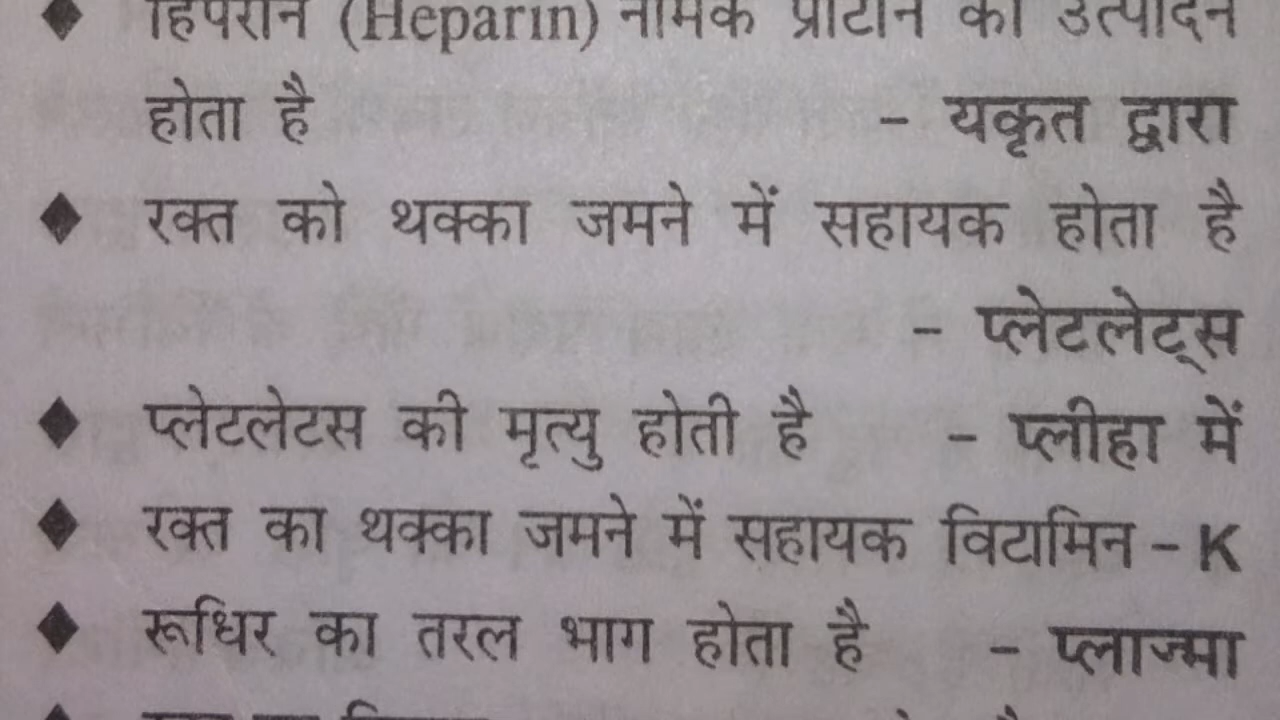 ◆ हिपैरीन (Heparin) नामक प्रोटीन का उत्पादन
होता है – यकृत द्वारा
◆ रक्त को थक्का जमने में सहायक होता है
– प्लेटलेट्स
◆ प्लेटलेटस की मृत्यु होती है – प्लीहा में
◆ रक्त का थक्का जमने में सहायक विटामिन – K
◆ रूधिर का तरल भाग होता है – प्लाज्मा